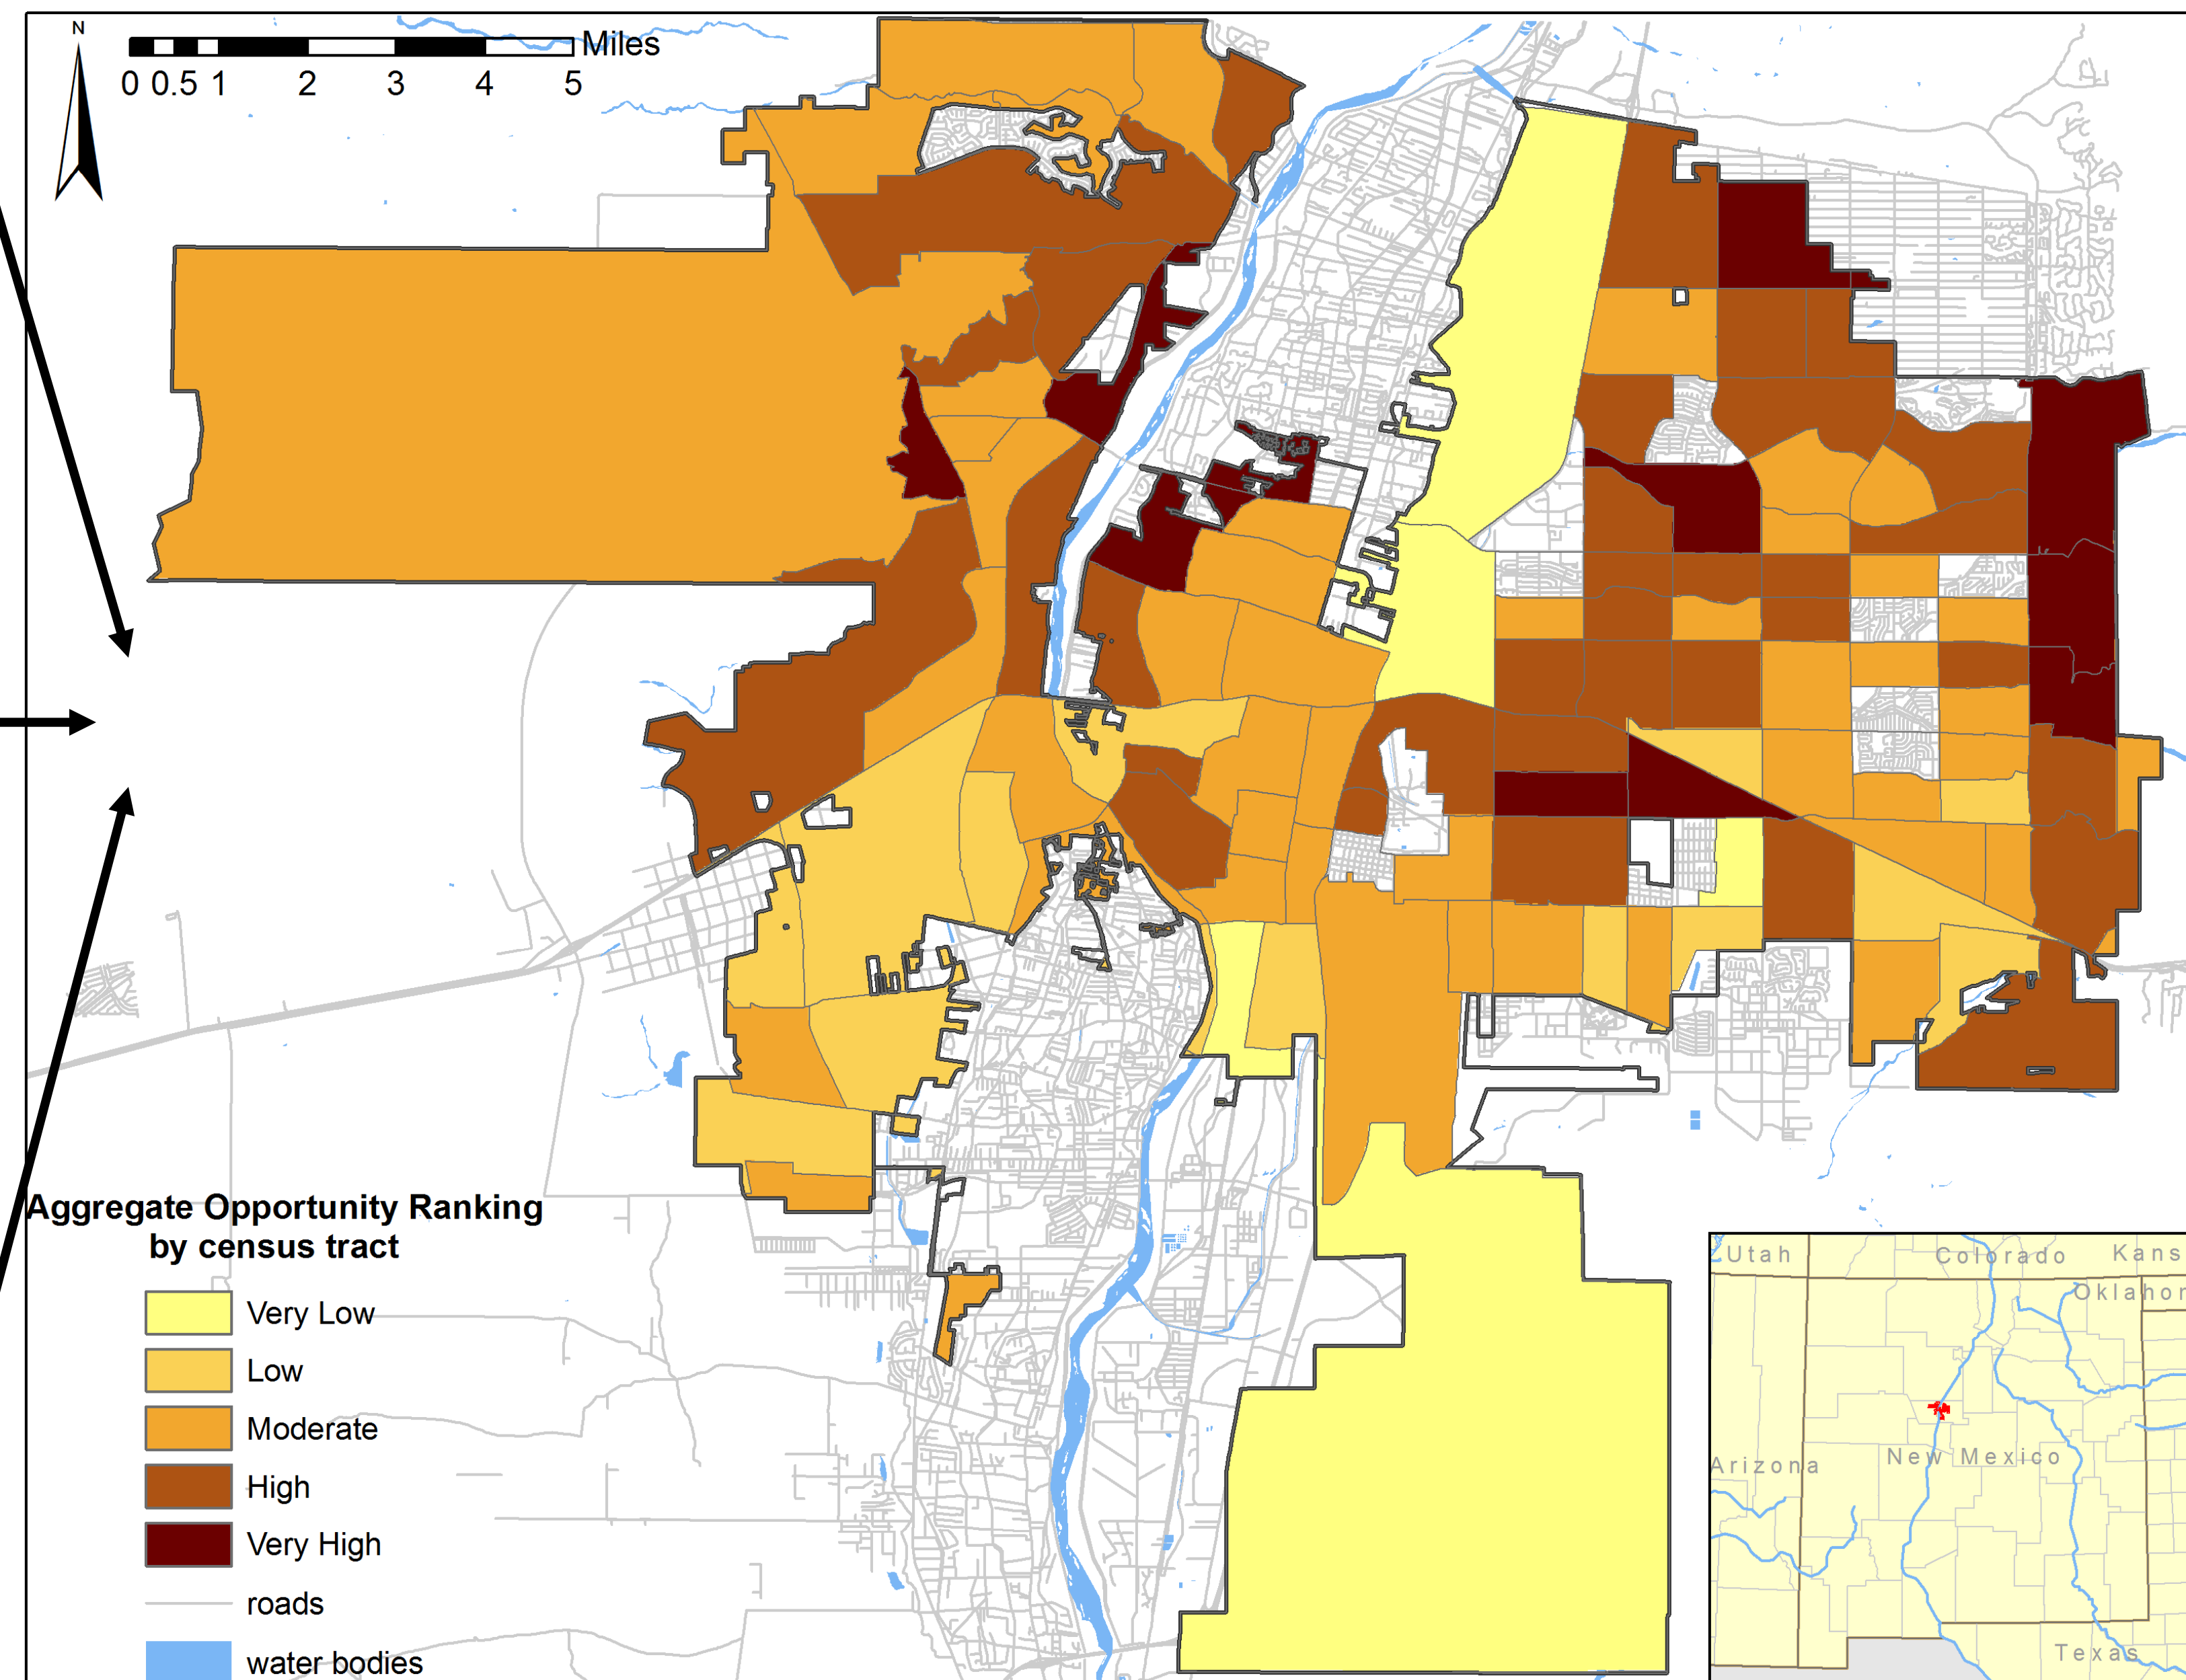 N
Miles
0 0.5 1 2 3 4 5
Aggregate Opportunity Ranking
by census tract
Very Low
Low
Moderate
High
Very High
roads
water bodies
Utah Colorado Kans
Oklahor
Arizona New Mexico
Texas